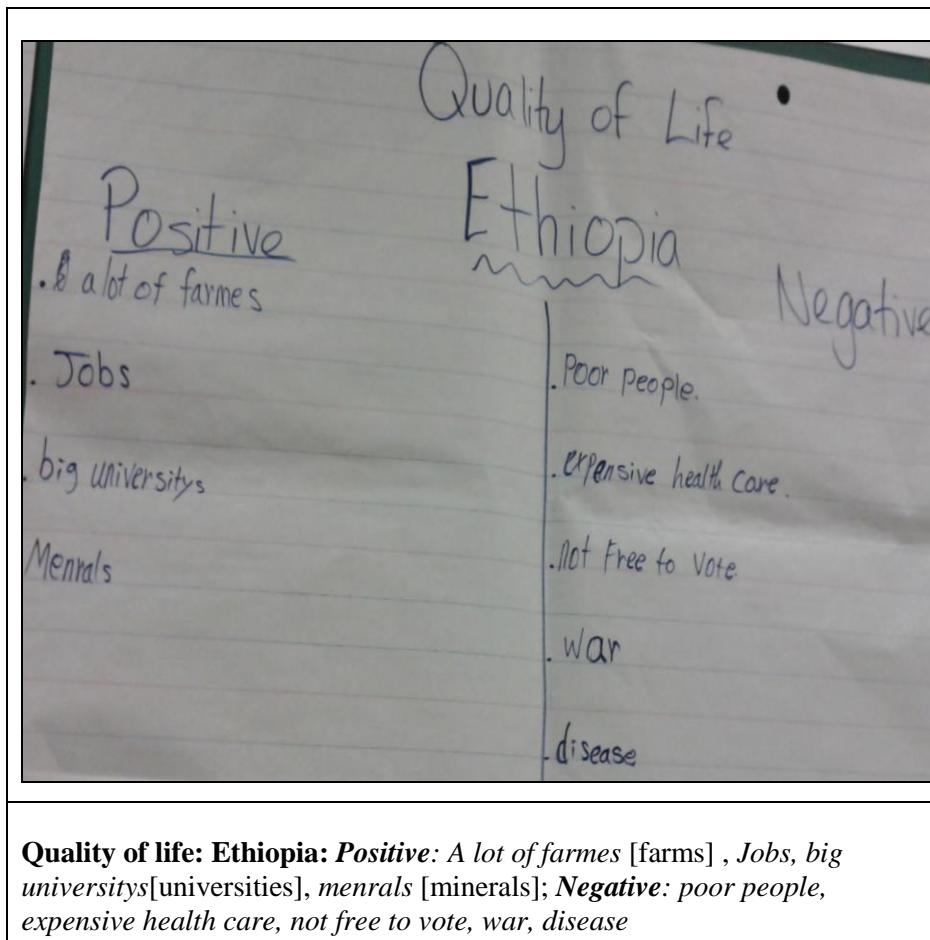 Quality of Life
Ethiopia
Positive
. a lot of farmes
. Jobs
. big universitys
Menrals
Negative
. Poor people.
. expensive health care.
. not Free to vote.
. war
. disease
Quality of life: Ethiopia: Positive: A lot of farmes [farms] , Jobs, big
universitys[universities], menrals [minerals]; Negative: poor people,
expensive health care, not free to vote, war, disease